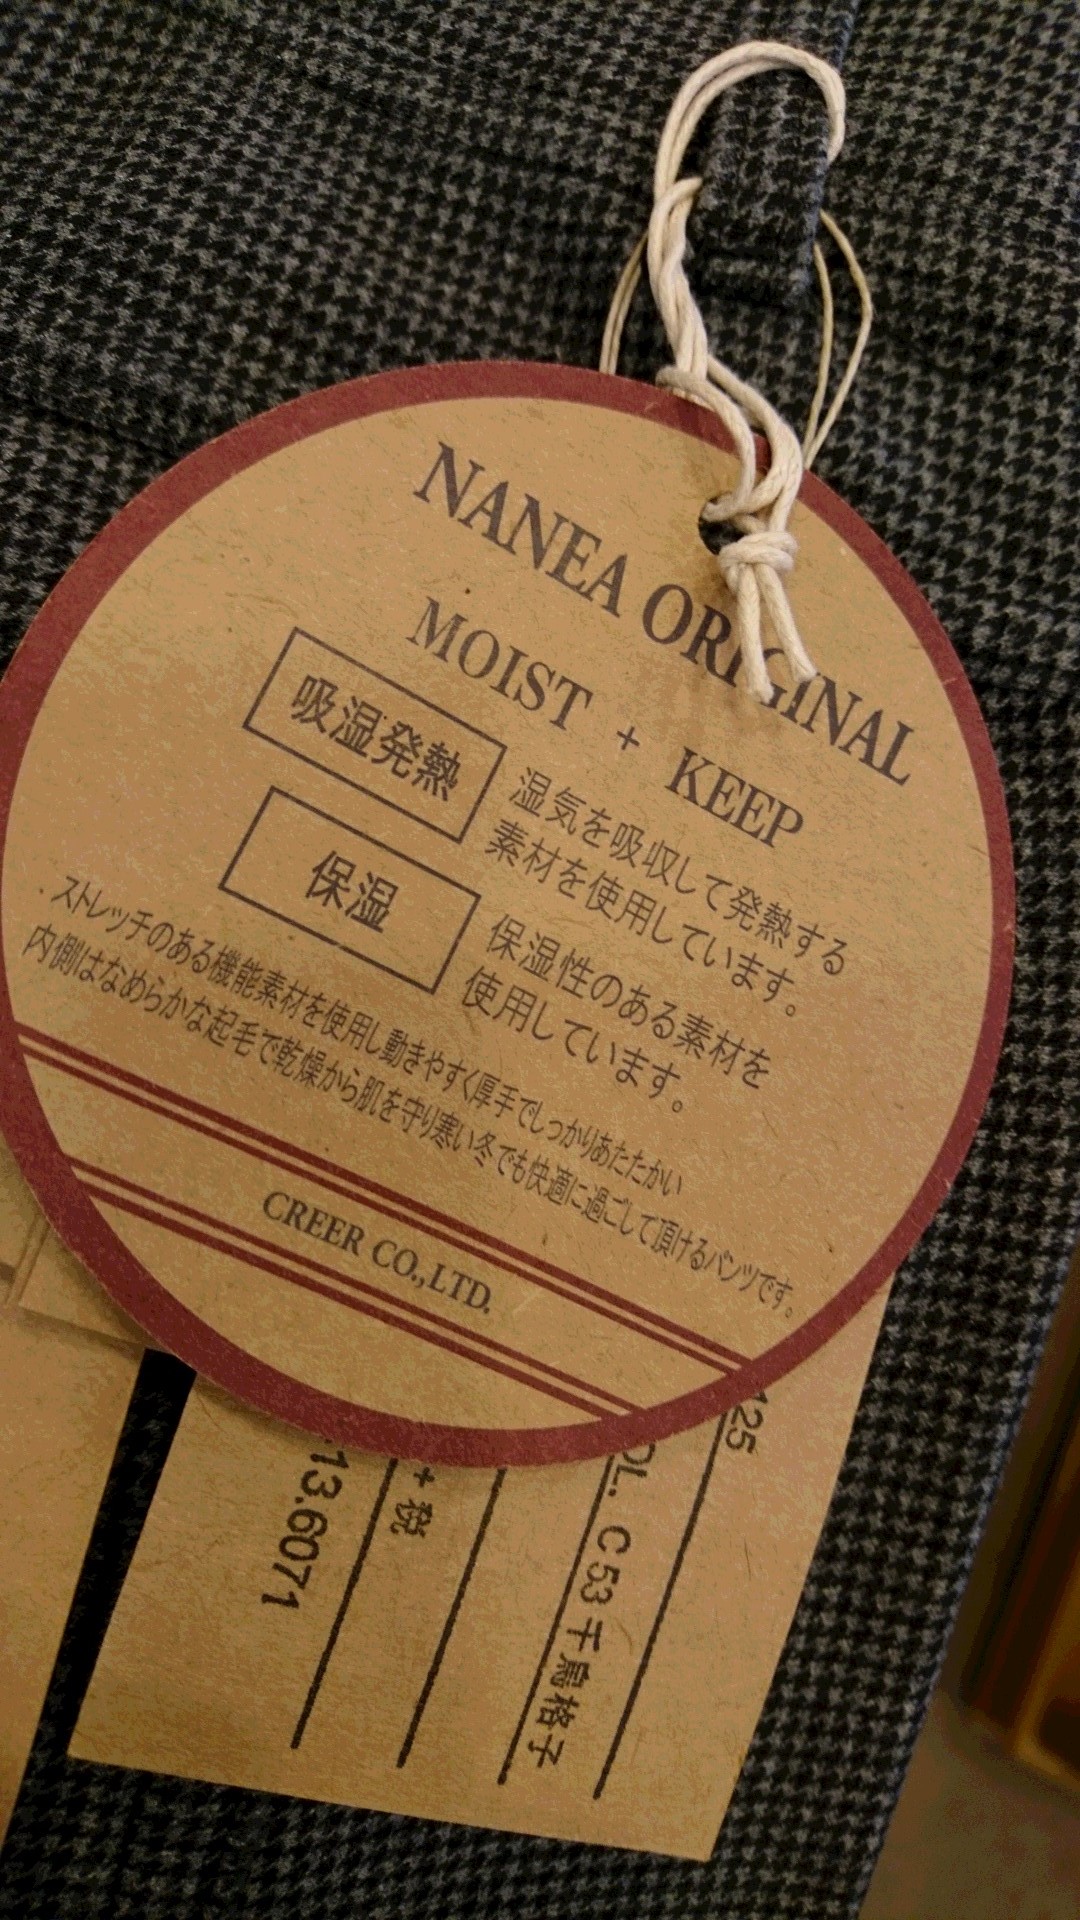 NANEA ORIGINAL
MOIST + KEEP
吸湿発熱
湿気を吸収して発熱する
素材を使用しています。
保湿
保湿性のある素材を
使用しています。
ストレッチのある機能素材を使用し動きやすく厚手でしっかりあたたかい
内側はなめらかな起毛で乾燥から肌を守り寒い冬でも快適に過ごして頂けるパンツです。
CREER CO.,LTD.
125
OL. C 53 千鳥格子
+ 税
13.6071